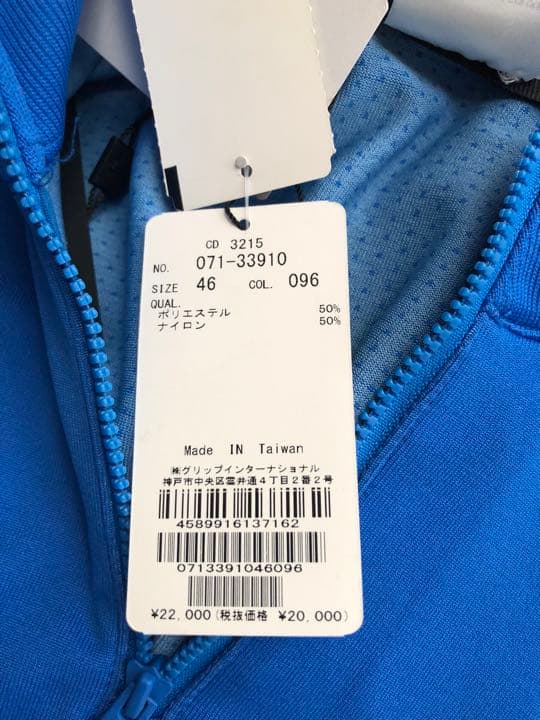 CD 3215
NO. 071-33910
SIZE 46 COL. 096
QUAL.
ポリエステル 50%
ナイロン 50%
Made IN Taiwan
㈱グリップインターナショナル
神戸市中央区雲井通4丁目2番2号
4589916137162
0713391046096
¥22,000(税抜価格 ¥20,000)